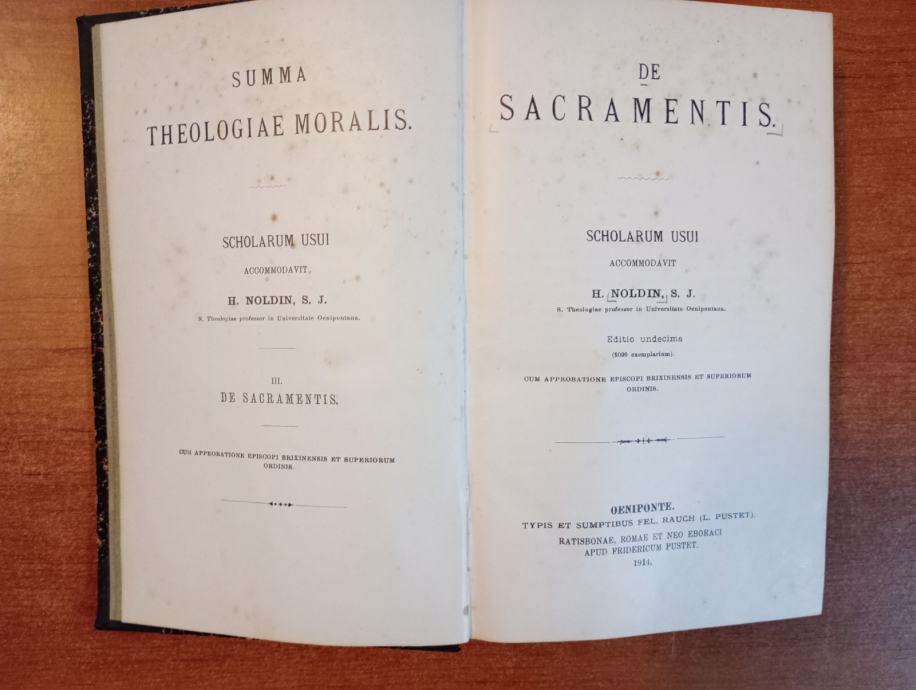 SUMMA
THEOLOGIAE MORALIS.
SCHOLARUM USUI
ACCOMMODAVIT
H. NOLDIN, S. J.
S. Theologiae professor in Universitate Oenipontana.
III.
DE SACRAMENTIS.
CUM APPROBATIONE EPISCOPI BRIXINENSIS ET SUPERIORUM
ORDINIS.
DE
SACRAMENTIS.
SCHOLARUM USUI
ACCOMMODAVIT
H. NOLDIN, S. J.
S. Theologiae professor in Universitate Oenipontana.
Editio undecima
exemplarium).
CUM APPROBATIONE EPISCOPI BRIXINENSIS ET SUPERIORUM
ORDINIS.
OENIPONTE.
TYPIS ET SUMPTIBUS FEL. RAUCH (L. PUSTET).
RATISBONAE, ROMAE ET NEO EBORACI
APUD FRIDERICUM PUSTET.
1914.